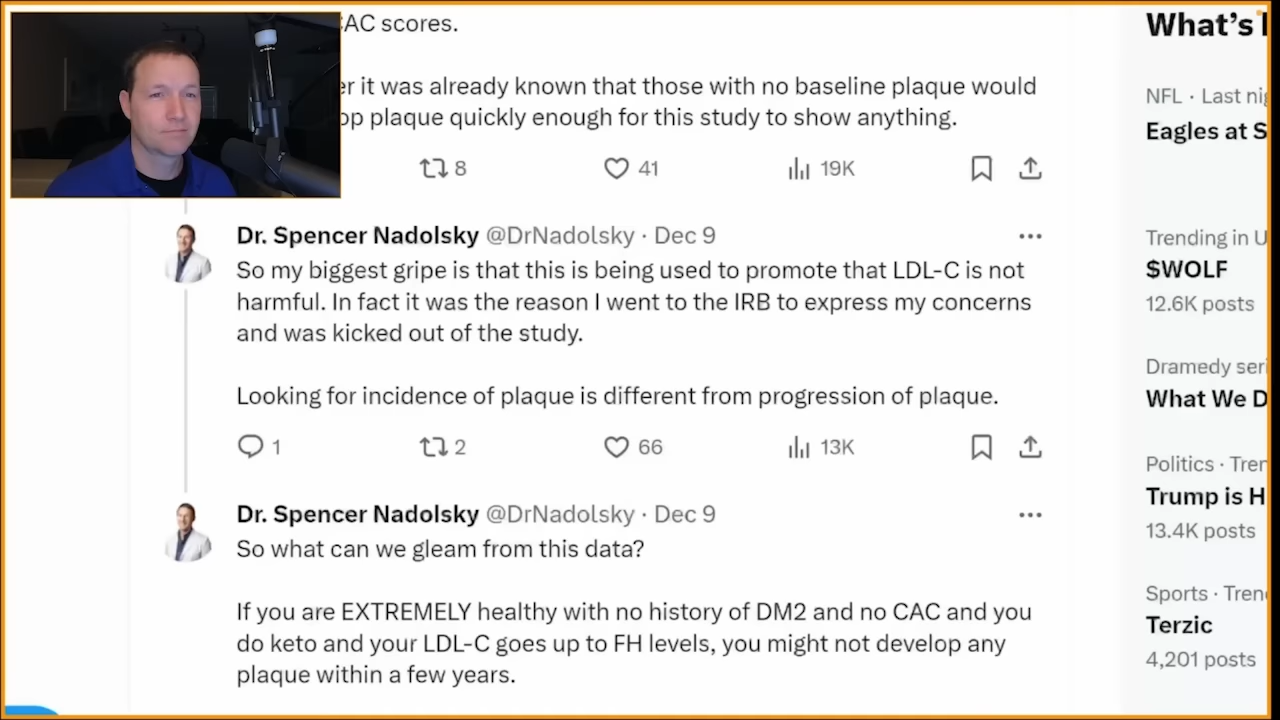 AC scores.
er it was already known that those with no baseline plaque would
op plaque quickly enough for this study to show anything.
8 41 19K
Dr. Spencer Nadolsky @DrNadolsky · Dec 9
So my biggest gripe is that this is being used to promote that LDL-C is not
harmful. In fact it was the reason I went to the IRB to express my concerns
and was kicked out of the study.
Looking for incidence of plaque is different from progression of plaque.
1 2 66 13K
Dr. Spencer Nadolsky @DrNadolsky · Dec 9
So what can we gleam from this data?
If you are EXTREMELY healthy with no history of DM2 and no CAC and you
do keto and your LDL-C goes up to FH levels, you might not develop any
plaque within a few years.
What's
NFL · Last nig
Eagles at S
Trending in U
$WOLF
12.6K posts
Dramedy seri
What We D
Politics · Tren
Trump is H
13.4K posts
Sports · Tren
Terzic
4,201 posts